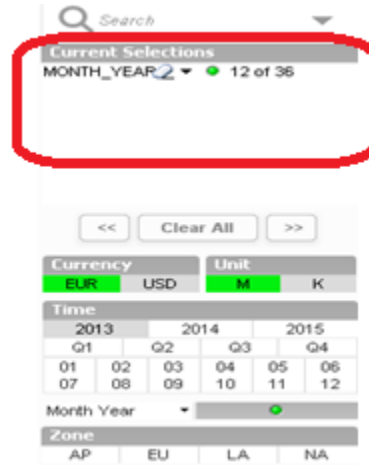 Search
Current Selections
MONTH_YEAR 12 of 36
<< Clear All >>
Currency Unit
EUR USD M K
Time
2013 2014 2015
Q1 Q2 Q3 Q4
01 02 03 04 05 06
07 08 09 10 11 12
Month Year
Zone
AP EU LA NA